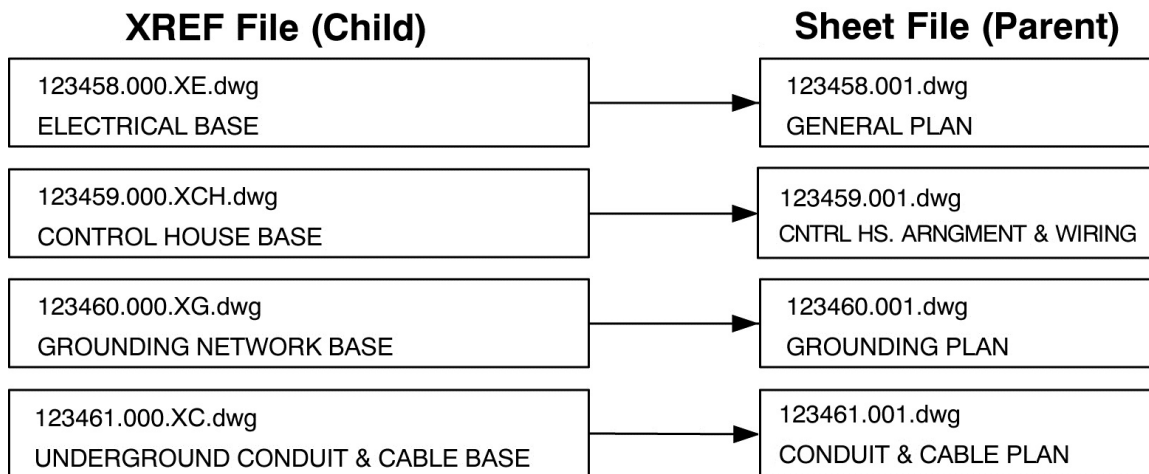 XREF File (Child)
Sheet File (Parent)
123458.000.XE.dwg
ELECTRICAL BASE
123458.001.dwg
GENERAL PLAN
123459.000.XCH.dwg
CONTROL HOUSE BASE
123459.001.dwg
CNTRL HS. ARNGMENT & WIRING
123460.000.XG.dwg
GROUNDING NETWORK BASE
123460.001.dwg
GROUNDING PLAN
123461.000.XC.dwg
UNDERGROUND CONDUIT & CABLE BASE
123461.001.dwg
CONDUIT & CABLE PLAN